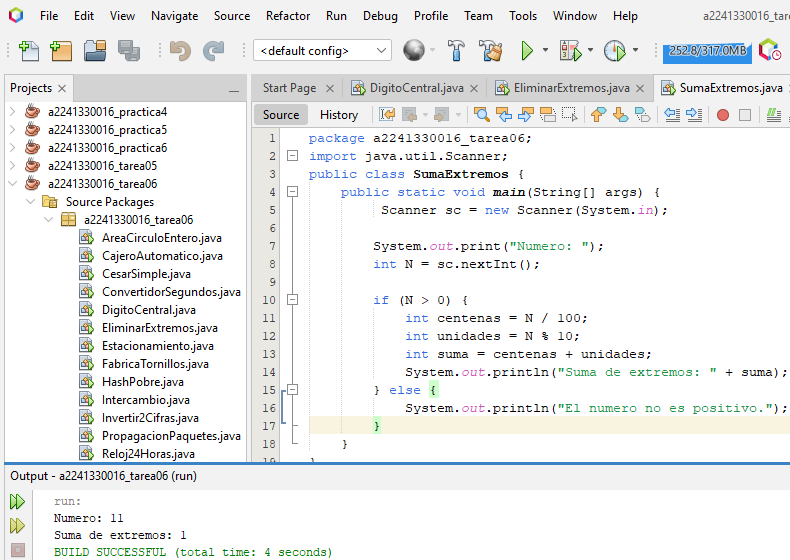 File Edit View Navigate Source Refactor Run Debug Profile Team Tools Window Help a2241330016_tare
<default config> 252.8/317.0MB
Projects
Start Page DigitoCentral.java EliminarExtremos.java SumaExtremos.java
Source History
a2241330016_practica4
a2241330016_practica5
a2241330016_practica6
a2241330016_tarea05
a2241330016_tarea06
Source Packages
a2241330016_tarea06
AreaCirculoEntero.java
CajeroAutomatico.java
CesarSimple.java
ConvertidorSegundos.java
DigitoCentral.java
EliminarExtremos.java
Estacionamiento.java
FabricaTornillos.java
HashPobre.java
Intercambio.java
Invertir2Cifras.java
PropagacionPaquetes.java
Reloj24Horas.java
1 package a2241330016_tarea06;
2 import java.util.Scanner;
3 public class SumaExtremos {
4 public static void main(String[] args) {
5 Scanner sc = new Scanner(System.in);
6
7 System.out.print("Numero: ");
8 int N = sc.nextInt();
9
10 if (N > 0) {
11 int centenas = N / 100;
12 int unidades = N % 10;
13 int suma = centenas + unidades;
14 System.out.println("Suma de extremos: " + suma);
15 } else {
16 System.out.println("El numero no es positivo.");
17 }
18 }
19
Output - a2241330016_tarea06 (run)
run:
Numero: 11
Suma de extremos: 1
BUILD SUCCESSFUL (total time: 4 seconds)